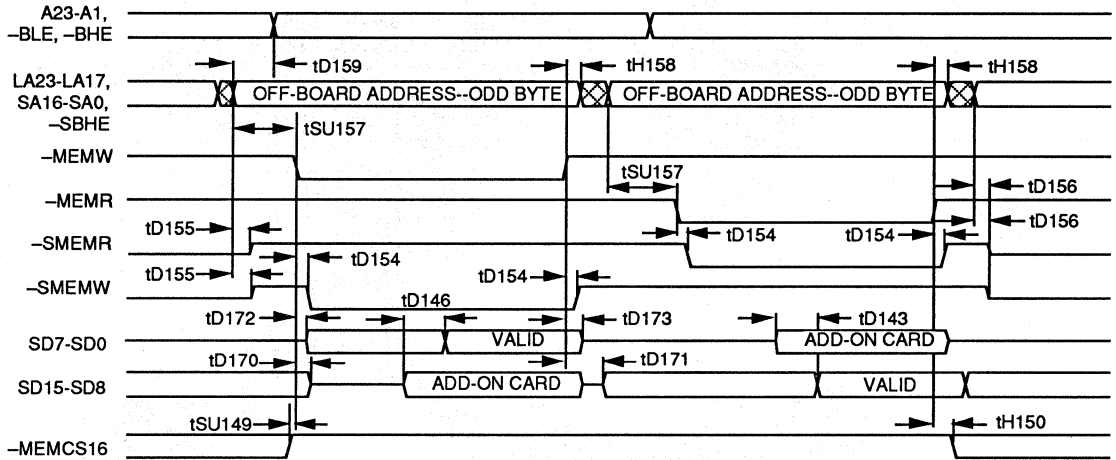 A23-A1,
–BLE, –BHE
tD159
tH158
tH158
LA23-LA17,
SA16-SA0,
–SBHE
OFF-BOARD ADDRESS--ODD BYTE
OFF-BOARD ADDRESS--ODD BYTE
tSU157
–MEMW
tSU157
–MEMR
tD156
tD156
tD155
tD154
tD154
–SMEMR
tD154
tD155
tD154
–SMEMW
tD146
tD172
tD173
tD143
SD7-SD0
VALID
ADD-ON CARD
tD170
tD171
SD15-SD8
ADD-ON CARD
VALID
tSU149
tH150
–MEMCS16